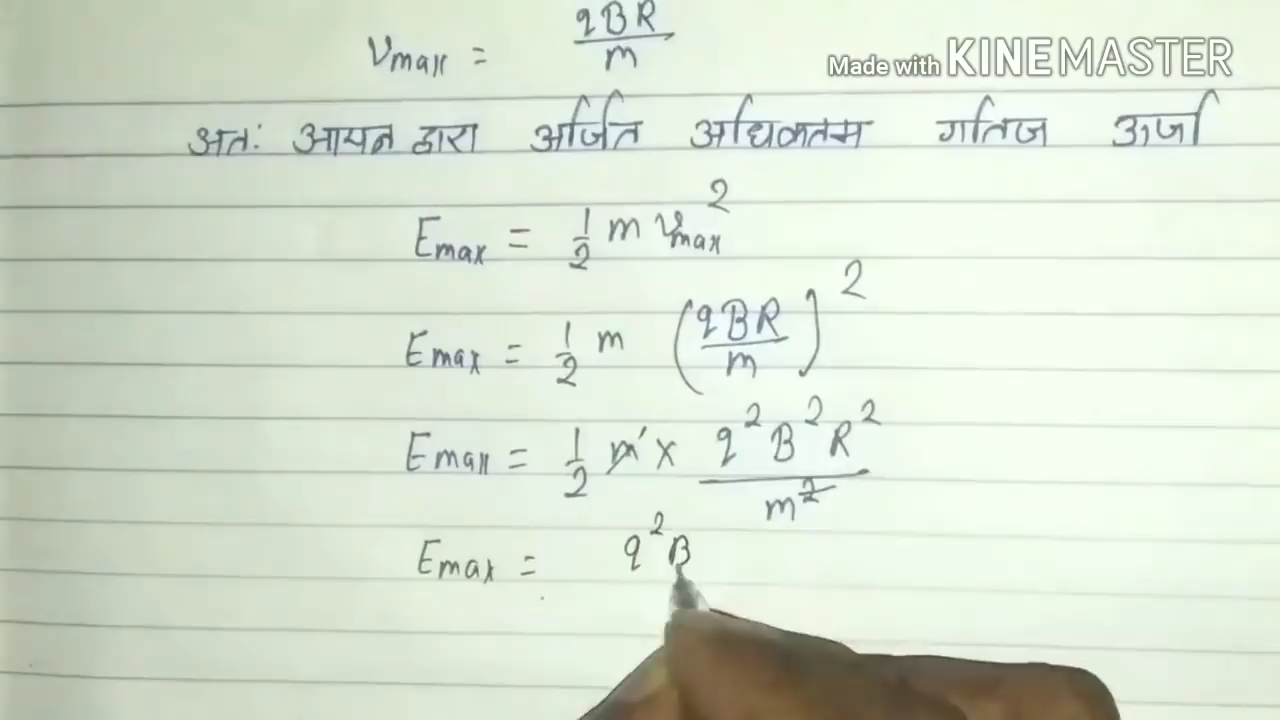 νmax = qBR/m
Made with KINEMASTER
अतः आयन द्वारा अर्जित अधिकतम गतिज ऊर्जा
Emax = 1/2 m vmax²
Emax = 1/2 m (qBR/m)²
Emax = 1/2 m × q²B²R²/m²
Emax = q²B